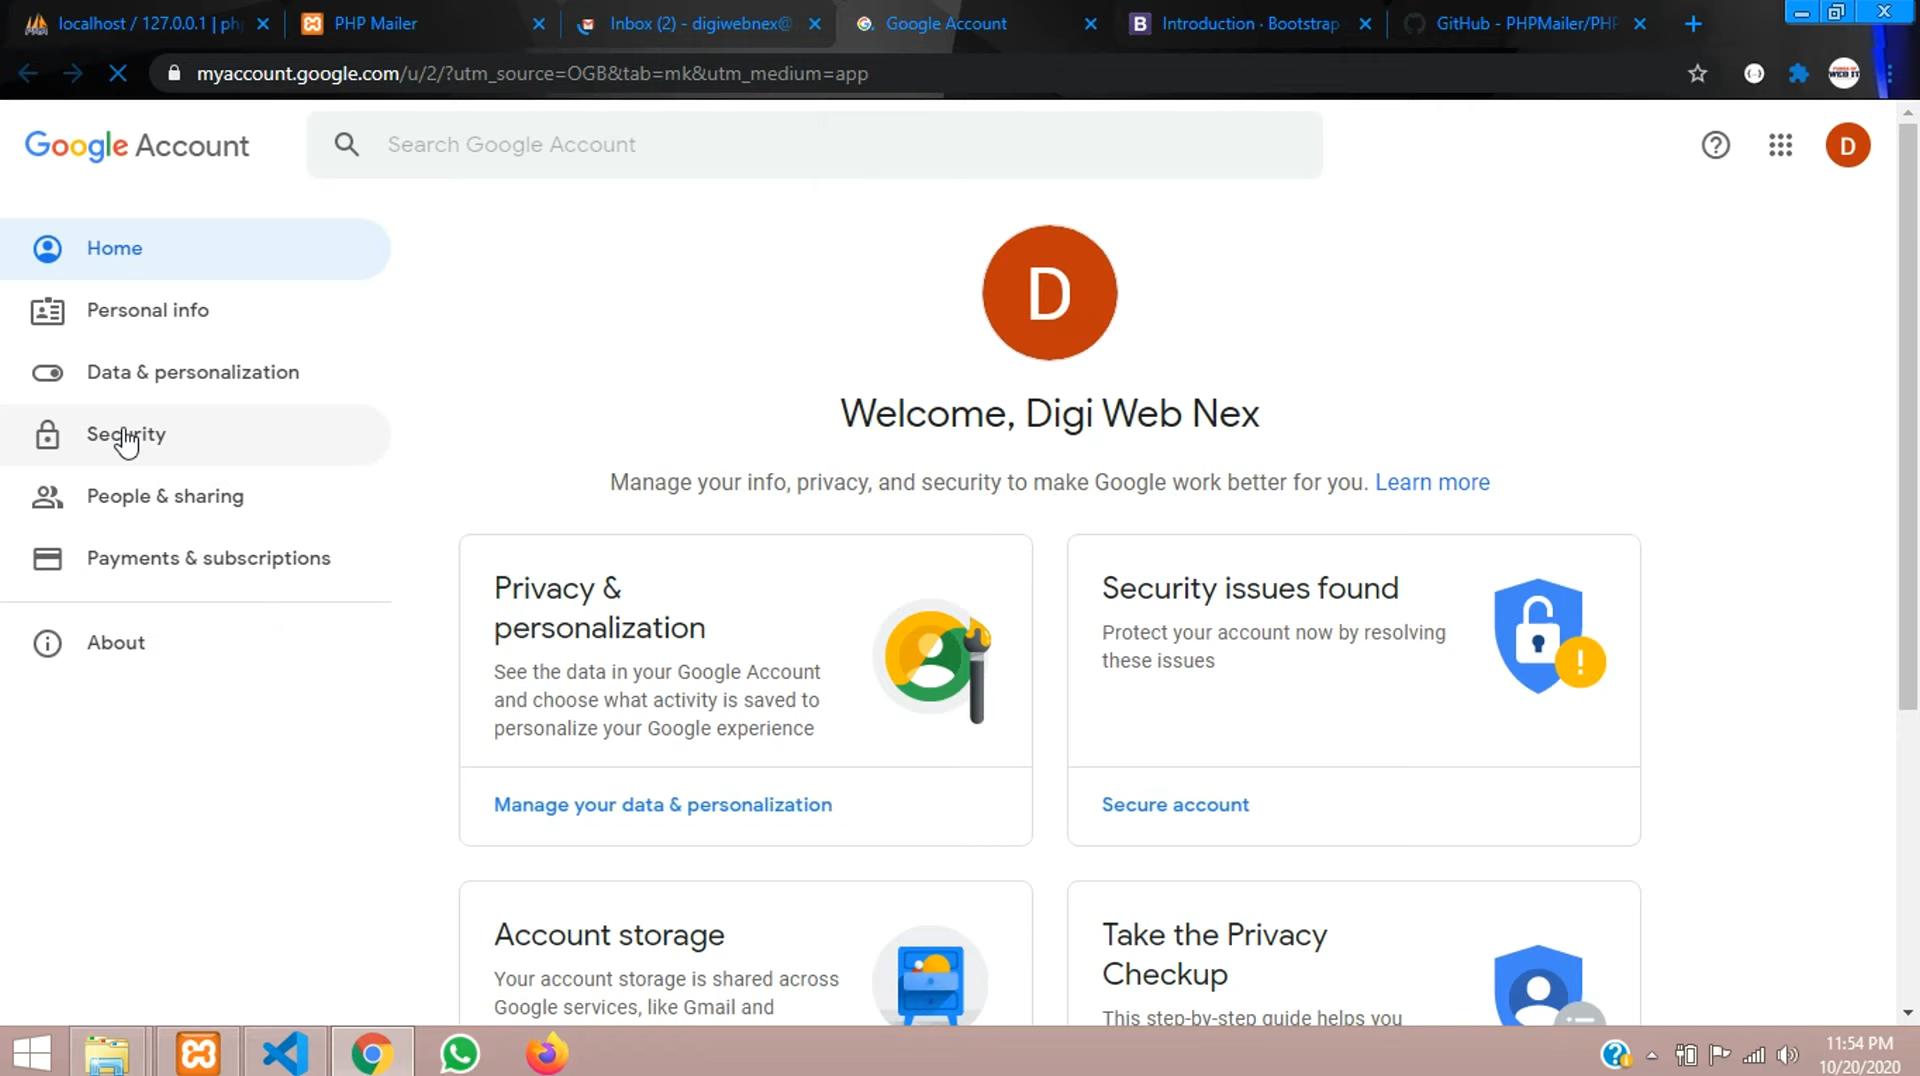 localhost / 127.0.0.1 | ph
PHP Mailer
Inbox (2) - digiwebnex@
Google Account
B
Introduction · Bootstrap
GitHub - PHPMailer/PHP
myaccount.google.com/u/2/?utm_source=OGB&tab=mk&utm_medium=app
Google Account
Search Google Account
D
Home
Personal info
Data & personalization
Security
People & sharing
Payments & subscriptions
About
D
Welcome, Digi Web Nex
Manage your info, privacy, and security to make Google work better for you. Learn more
Privacy &
personalization
See the data in your Google Account
and choose what activity is saved to
personalize your Google experience
Manage your data & personalization
Security issues found
Protect your account now by resolving
these issues
Secure account
Account storage
Your account storage is shared across
Google services, like Gmail and
Take the Privacy
Checkup
This step-by-step guide helps you
11:54 PM
10/20/2020